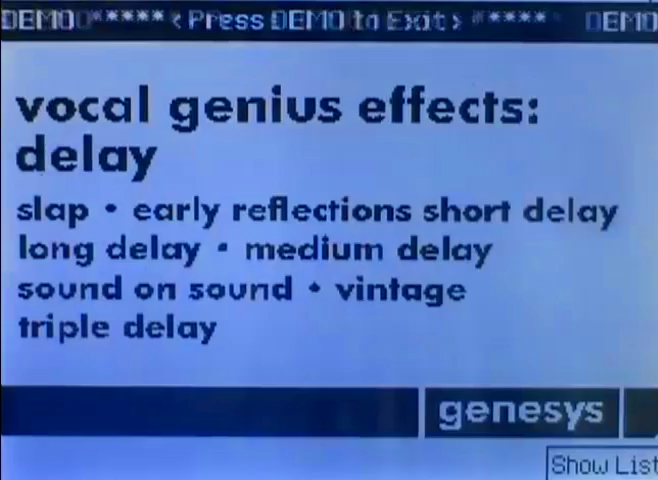 DEMO ***** <Press DEMO to Exit> ***** DEMO
vocal genius effects:
delay
slap • early reflections short delay
long delay • medium delay
sound on sound • vintage
triple delay
genesys
Show List